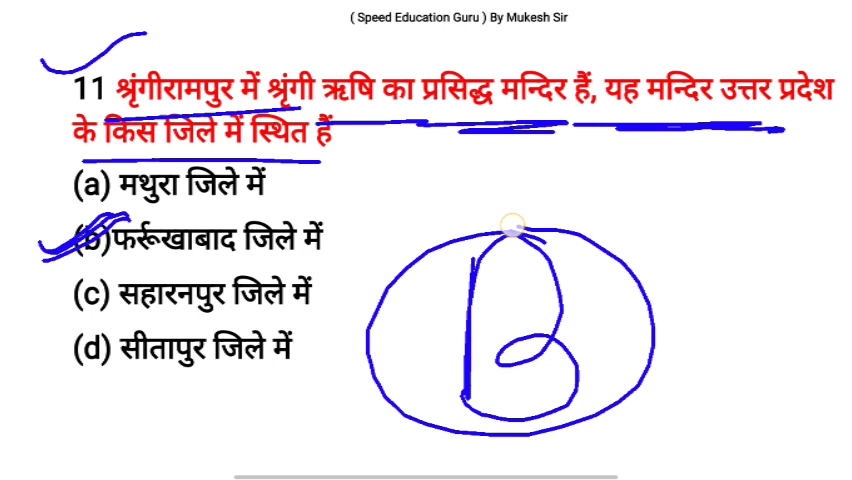 ( Speed Education Guru ) By Mukesh Sir
11 श्रृंगीरामपुर में श्रृंगी ऋषि का प्रसिद्ध मन्दिर हैं, यह मन्दिर उत्तर प्रदेश
के किस जिले में स्थित हैं
(a) मथुरा जिले में
(b)फर्रूखाबाद जिले में
(c) सहारनपुर जिले में
(d) सीतापुर जिले में
B